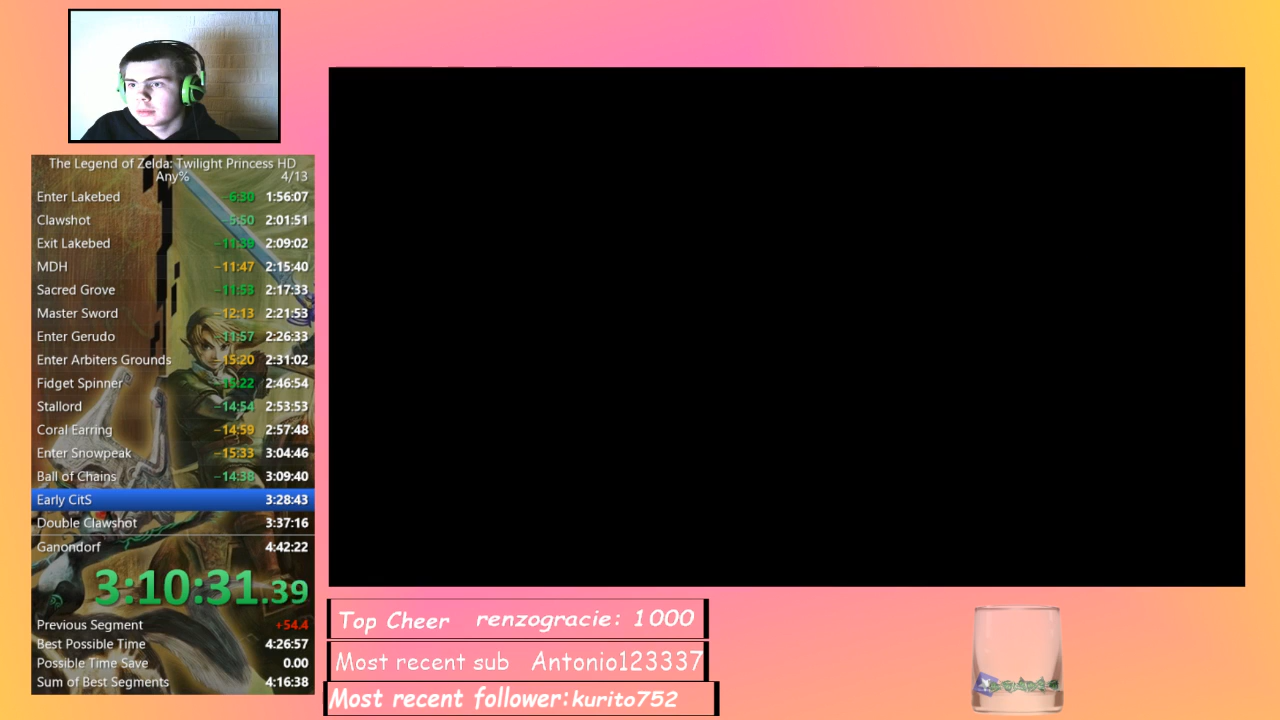 The Legend of Zelda: Twilight Princess HD
Any% 4/13
Enter Lakebed -6:30 1:56:07
Clawshot -5:50 2:01:51
Exit Lakebed -11:39 2:09:02
MDH -11:47 2:15:40
Sacred Grove -11:53 2:17:33
Master Sword -12:13 2:21:53
Enter Gerudo -11:57 2:26:33
Enter Arbiters Grounds -15:20 2:31:02
Fidget Spinner -15:22 2:46:54
Stallord -14:54 2:53:53
Coral Earring -14:59 2:57:48
Enter Snowpeak -15:33 3:04:46
Ball of Chains -14:38 3:09:40
Early CitS 3:28:43
Double Clawshot 3:37:16
Ganondorf 4:42:22
3:10:31.39
Previous Segment +54.4
Best Possible Time 4:26:57
Possible Time Save 0.00
Sum of Best Segments 4:16:38
Top Cheer renzogracie: 1000
Most recent sub Antonio123337
Most recent follower:kurito752